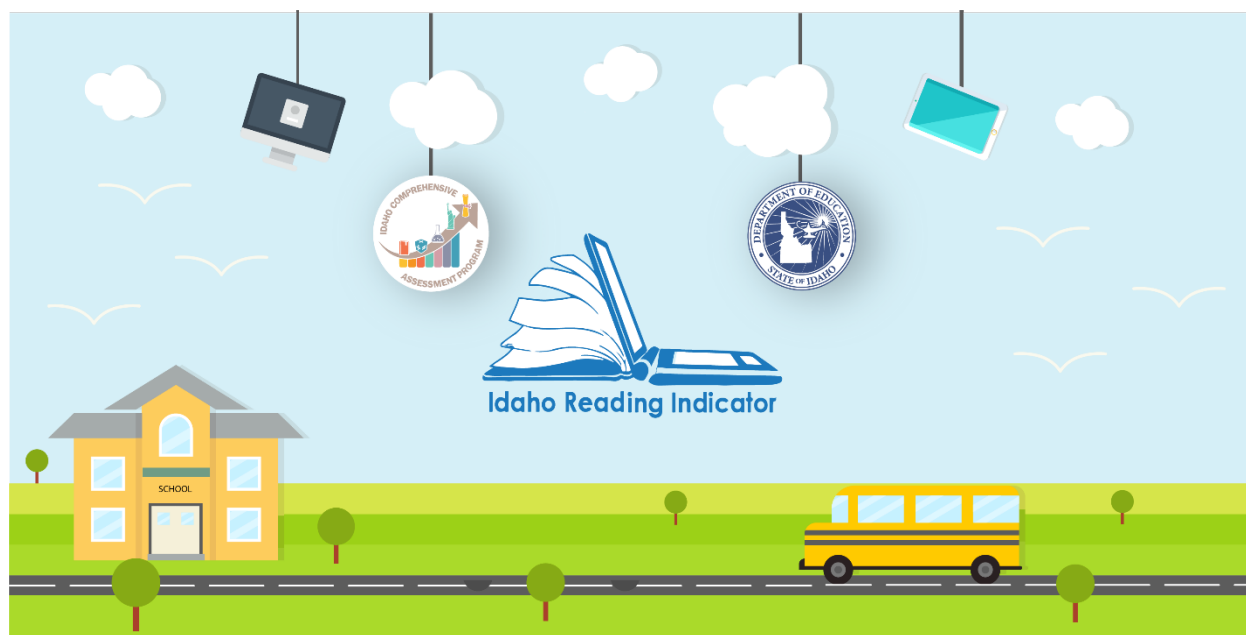 IDAHO COMPREHENSIVE
ASSESSMENT PROGRAM
DEPARTMENT OF EDUCATION
STATE OF IDAHO
Idaho Reading Indicator
SCHOOL